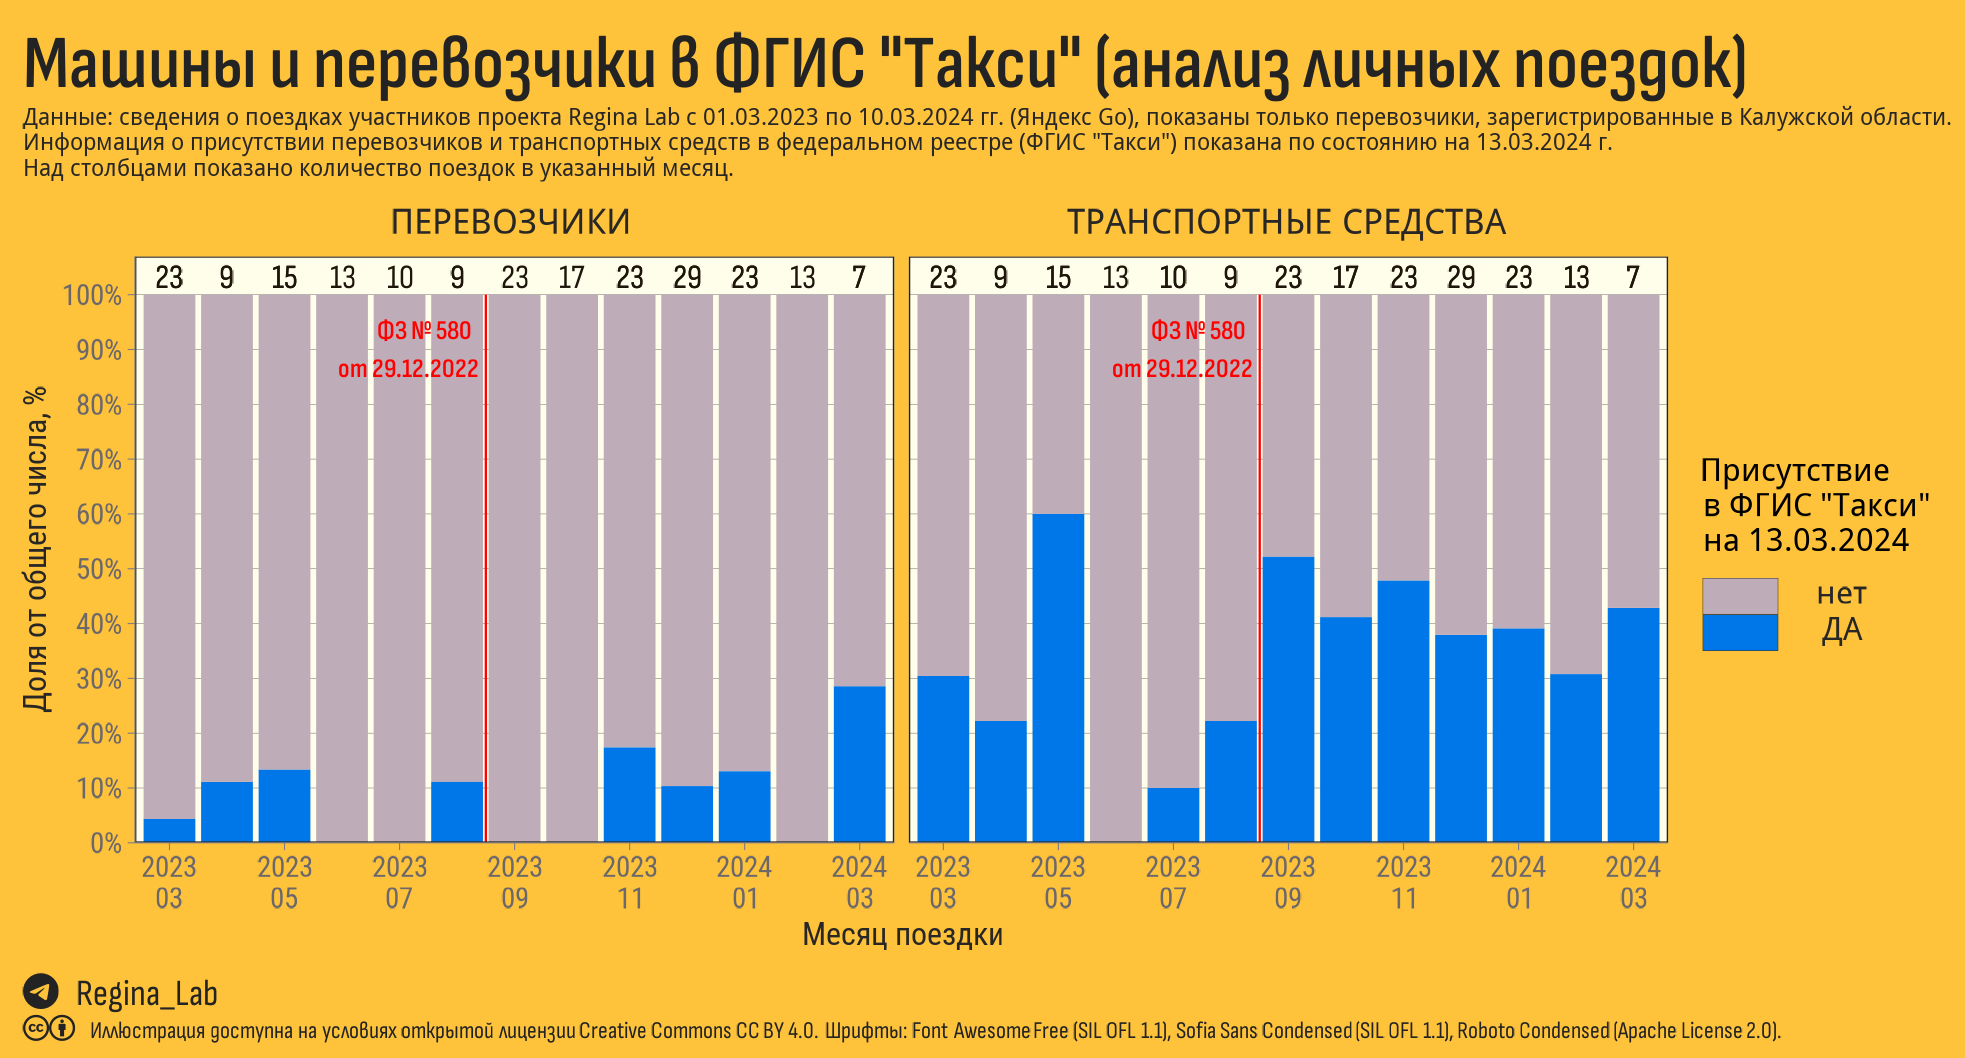 Машины и перевозчики в ФГИС "Такси" (анализ личных поездок)
Данные: сведения о поездках участников проекта Regina Lab с 01.03.2023 по 10.03.2024 гг. (Яндекс Go), показаны только перевозчики, зарегистрированные в Калужской области.
Информация о присутствии перевозчиков и транспортных средств в федеральном реестре (ФГИС "Такси") показана по состоянию на 13.03.2024 г.
Над столбцами показано количество поездок в указанный месяц.
ПЕРЕВОЗЧИКИ
23 9 15 13 10 9 23 17 23 29 23 13 7
ФЗ № 580
от 29.12.2022
ТРАНСПОРТНЫЕ СРЕДСТВА
23 9 15 13 10 9 23 17 23 29 23 13 7
ФЗ № 580
от 29.12.2022
Доля от общего числа, %
100%
90%
80%
70%
60%
50%
40%
30%
20%
10%
0%
2023 2023 2023 2023 2023 2024 2024
03 05 07 09 11 01 03
2023 2023 2023 2023 2023 2024 2024
03 05 07 09 11 01 03
Месяц поездки
Присутствие
в ФГИС "Такси"
на 13.03.2024
нет
ДА
Regina_Lab
cc Иллюстрация доступна на условиях открытой лицензии Creative Commons CC BY 4.0. Шрифты: Font Awesome Free (SIL OFL 1.1), Sofia Sans Condensed (SIL OFL 1.1), Roboto Condensed (Apache License 2.0).